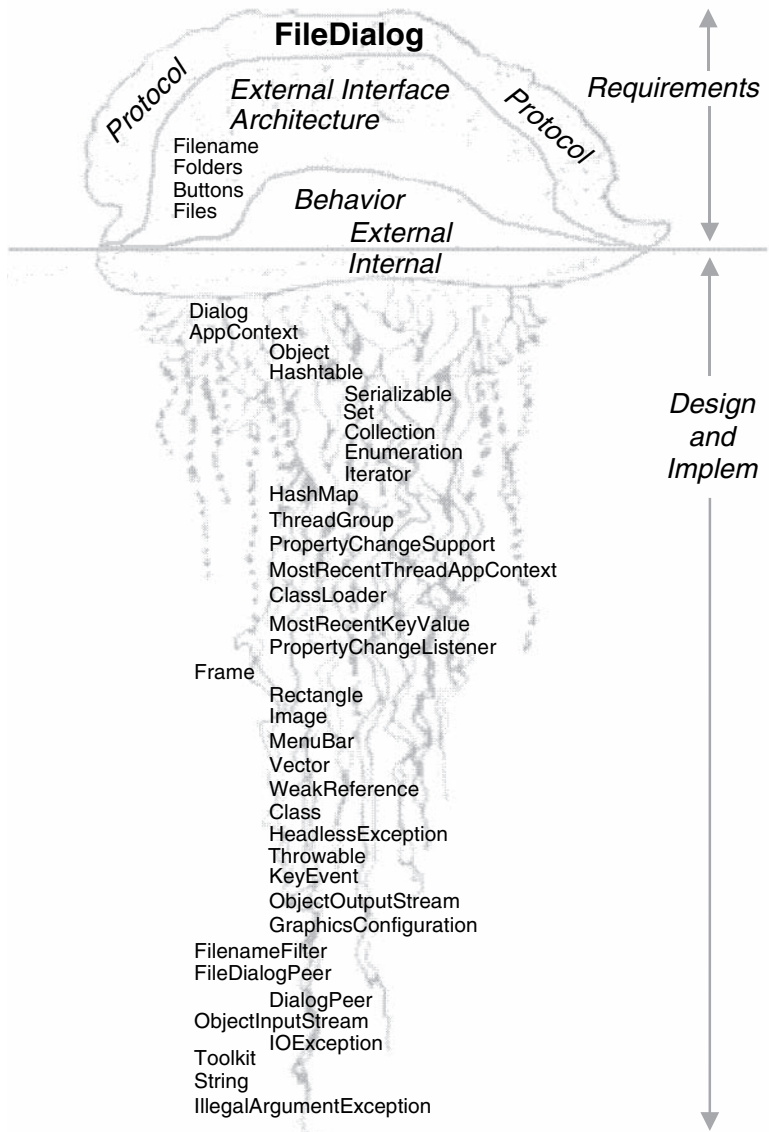 FileDialog
Protocol
External Interface
Architecture
Protocol
Requirements
Filename
Folders
Buttons
Files
Behavior
External
Internal
Dialog
AppContext
Object
Hashtable
Serializable
Set
Collection
Enumeration
Iterator
Design
and
Implem
HashMap
ThreadGroup
PropertyChangeSupport
MostRecentThreadAppContext
ClassLoader
MostRecentKeyValue
PropertyChangeListener
Frame
Rectangle
Image
MenuBar
Vector
WeakReference
Class
HeadlessException
Throwable
KeyEvent
ObjectOutputStream
GraphicsConfiguration
FilenameFilter
FileDialogPeer
DialogPeer
ObjectInputStream
IOException
Toolkit
String
IllegalArgumentException